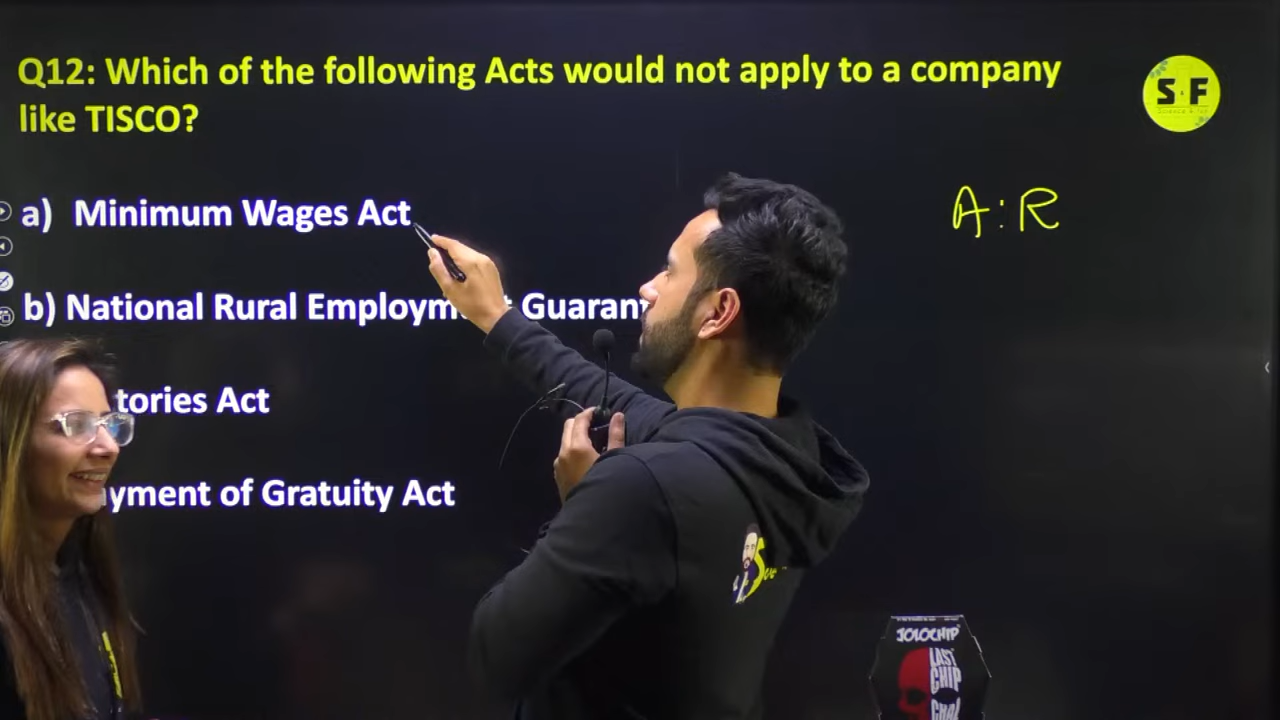 Q12: Which of the following Acts would not apply to a company
like TISCO?
S F
A:R
a) Minimum Wages Act
b) National Rural Employm Guaran
tories Act
yment of Gratuity Act
JOLOCHIP
LAST
CHIP